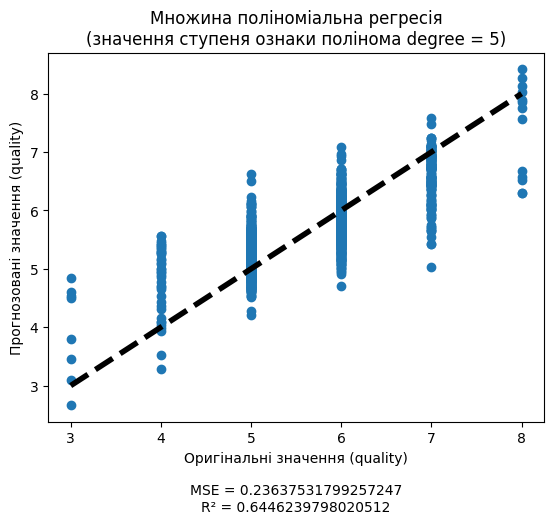 Множина поліноміальна регресія
(значення ступеня ознаки полінома degree = 5)
Прогнозовані значення (quality)
8
7
6
5
4
3
3 4 5 6 7 8
Оригінальні значення (quality)
MSE = 0.23637531799257247
R² = 0.6446239798020512